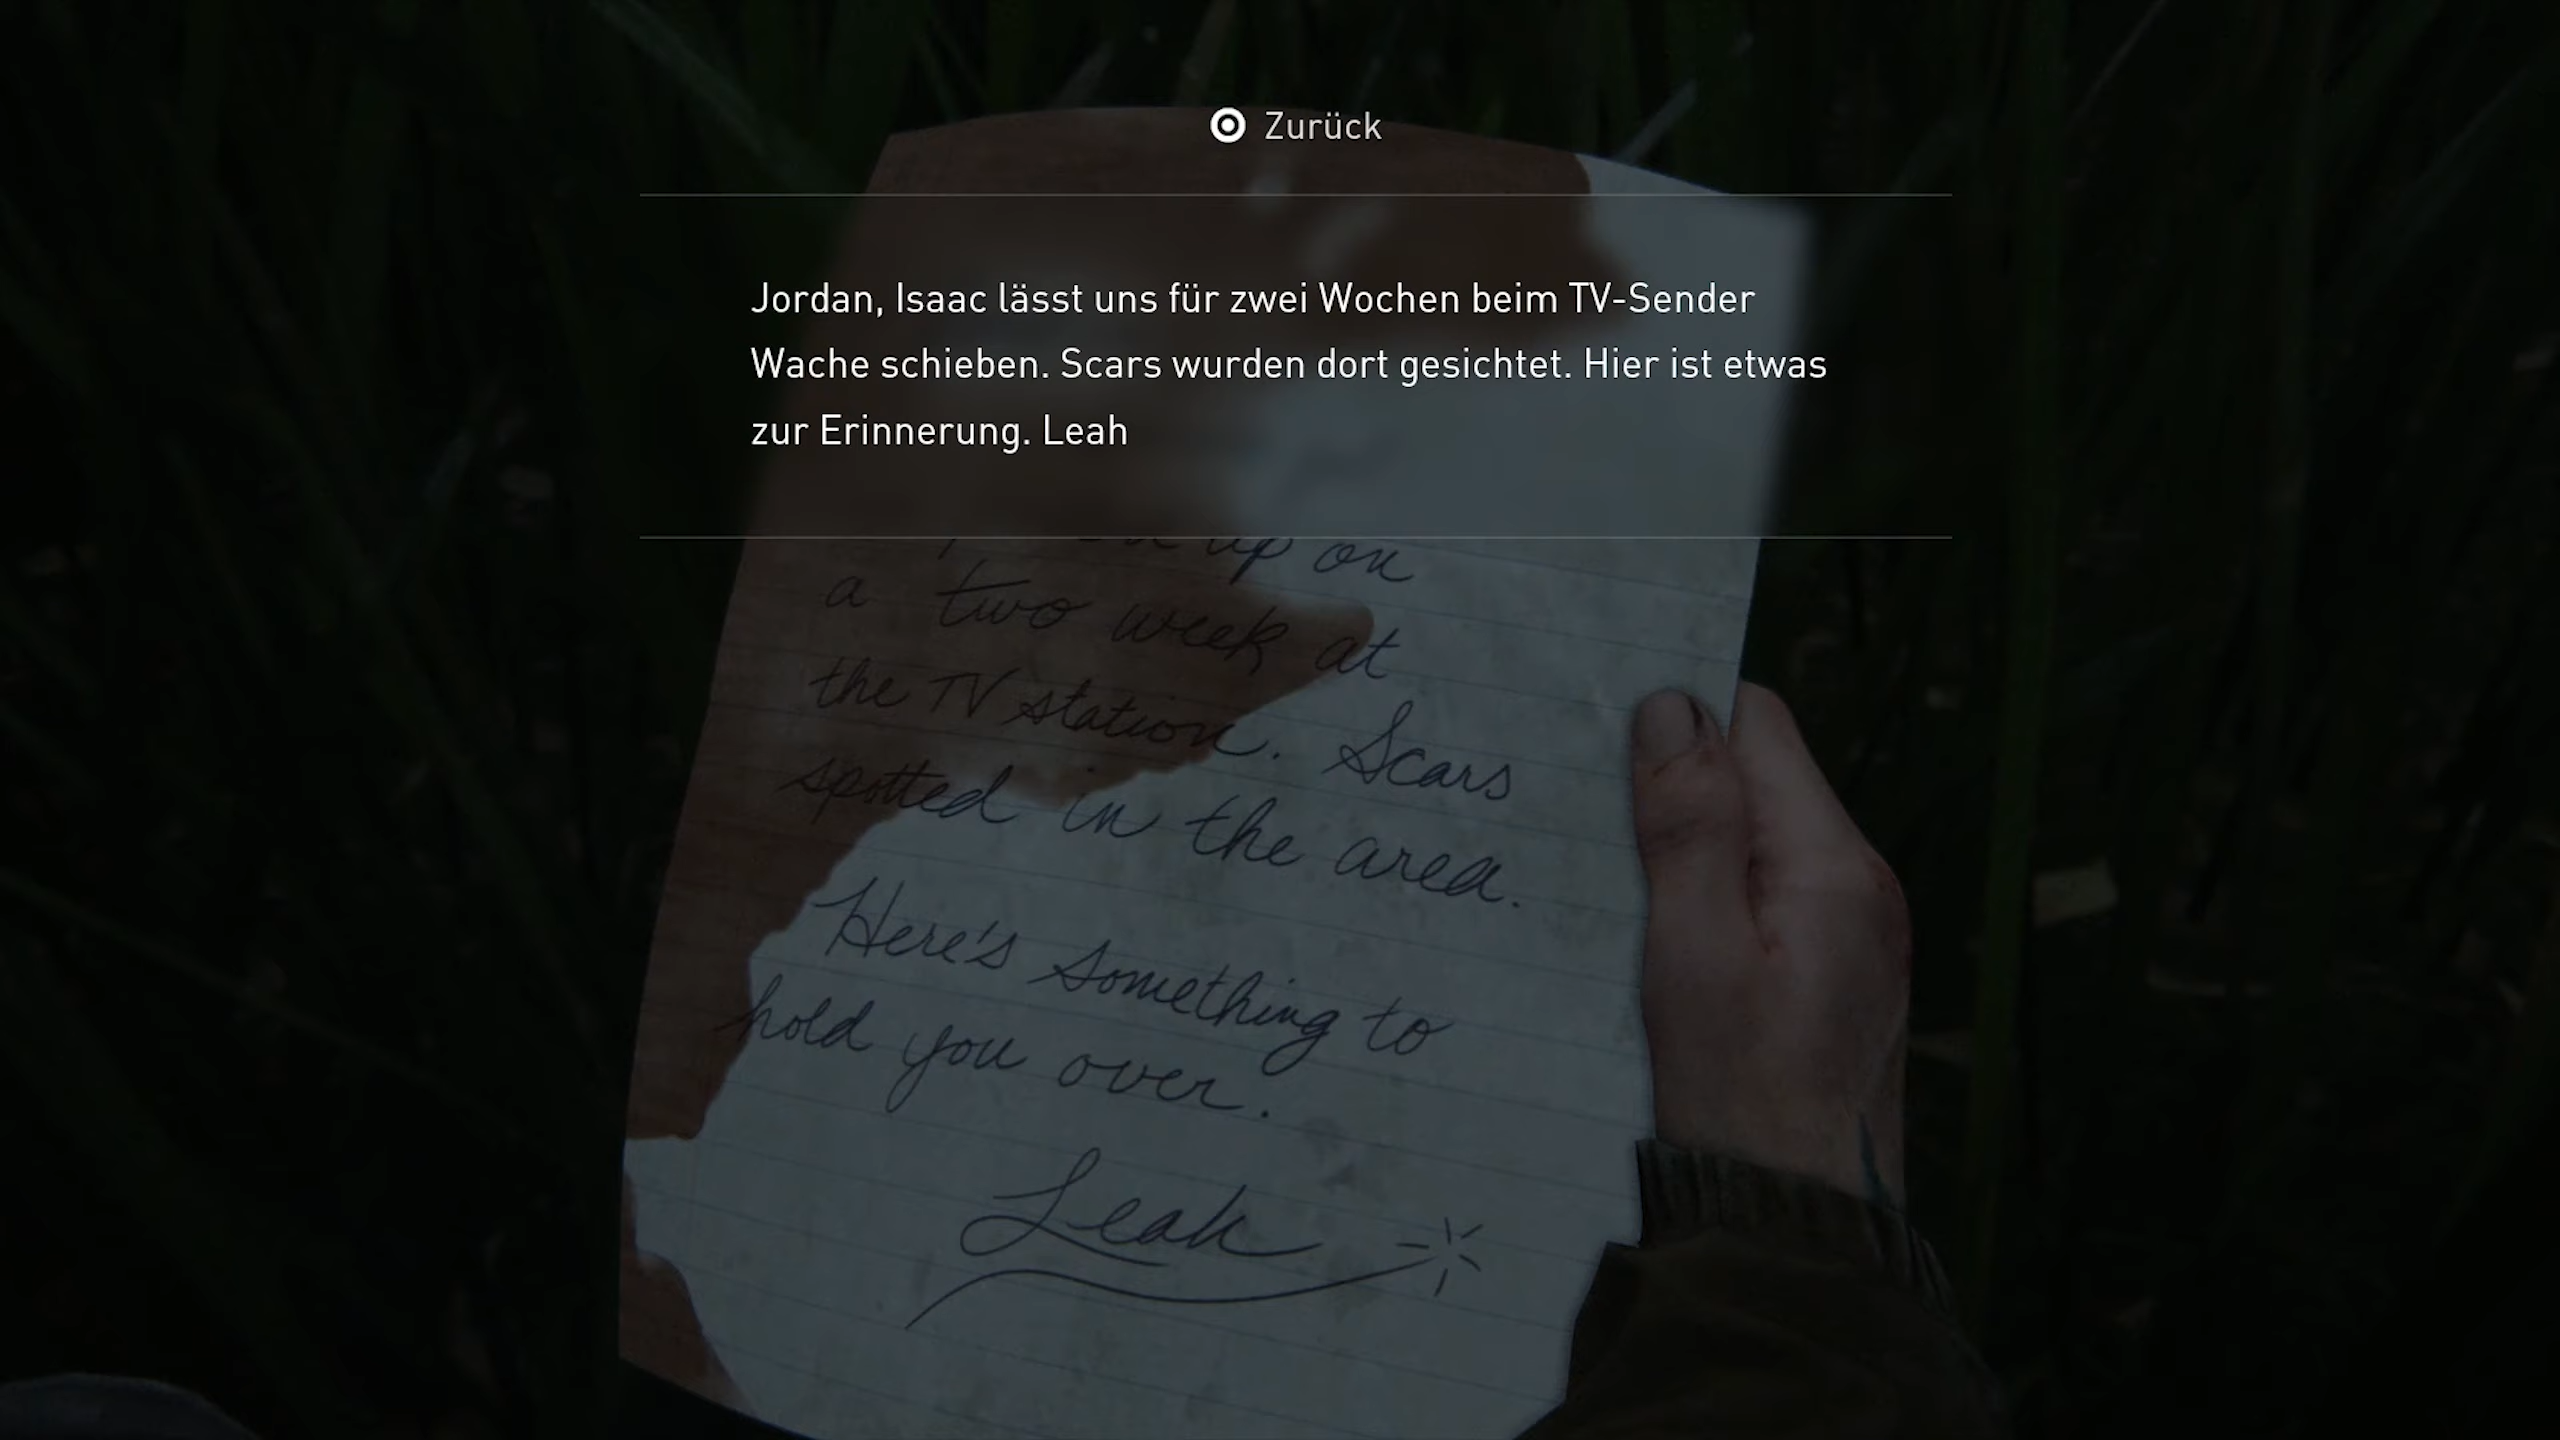 Zurück
Jordan, Isaac lässt uns für zwei Wochen beim TV-Sender
Wache schieben. Scars wurden dort gesichtet. Hier ist etwas
zur Erinnerung. Leah
up on
a two week at
the TV station. Scars
spotted in the area.
Here's something to
hold you over.
Leah